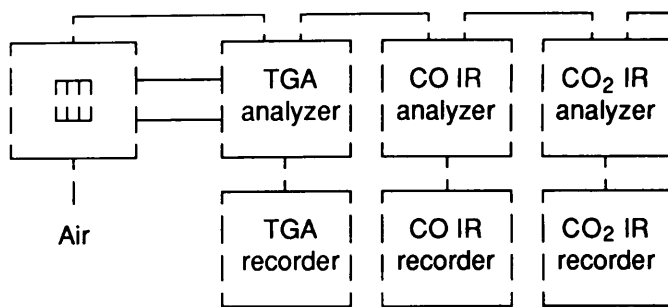 TGA
analyzer
CO IR
analyzer
CO₂ IR
analyzer
Air
TGA
recorder
CO IR
recorder
CO₂ IR
recorder